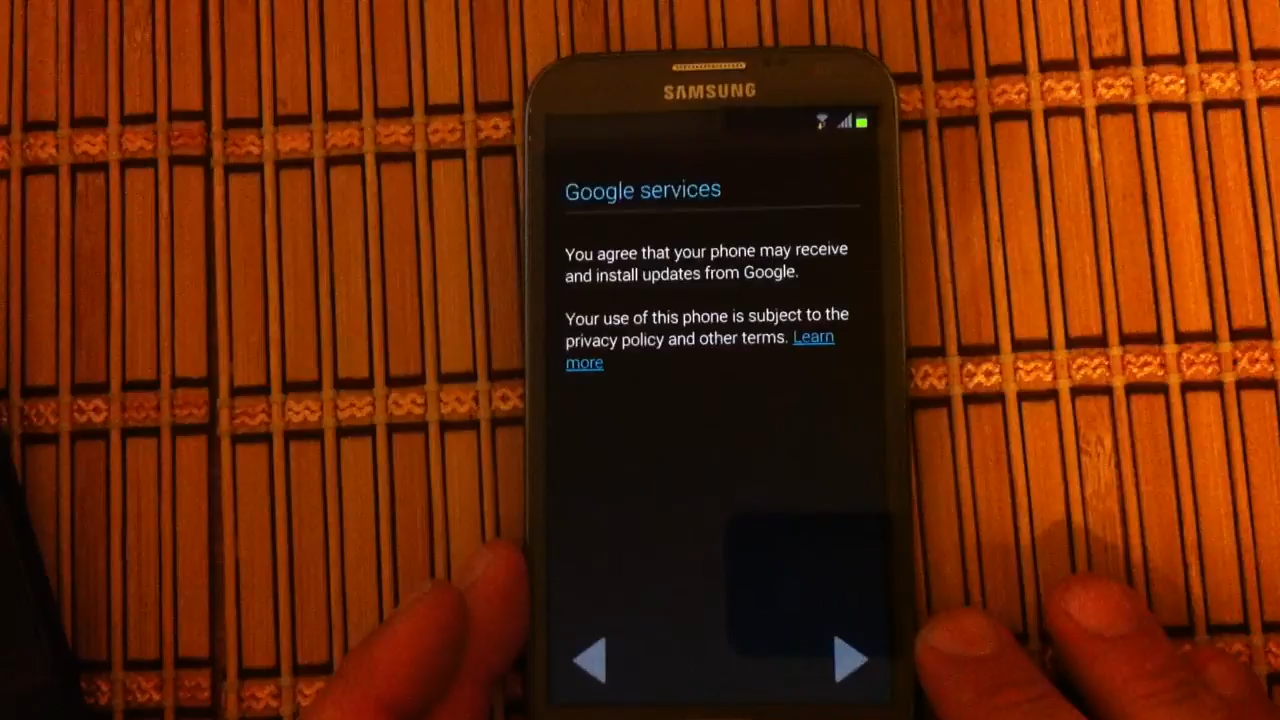 SAMSUNG
Google services
You agree that your phone may receive
and install updates from Google.
Your use of this phone is subject to the
privacy policy and other terms. Learn
more